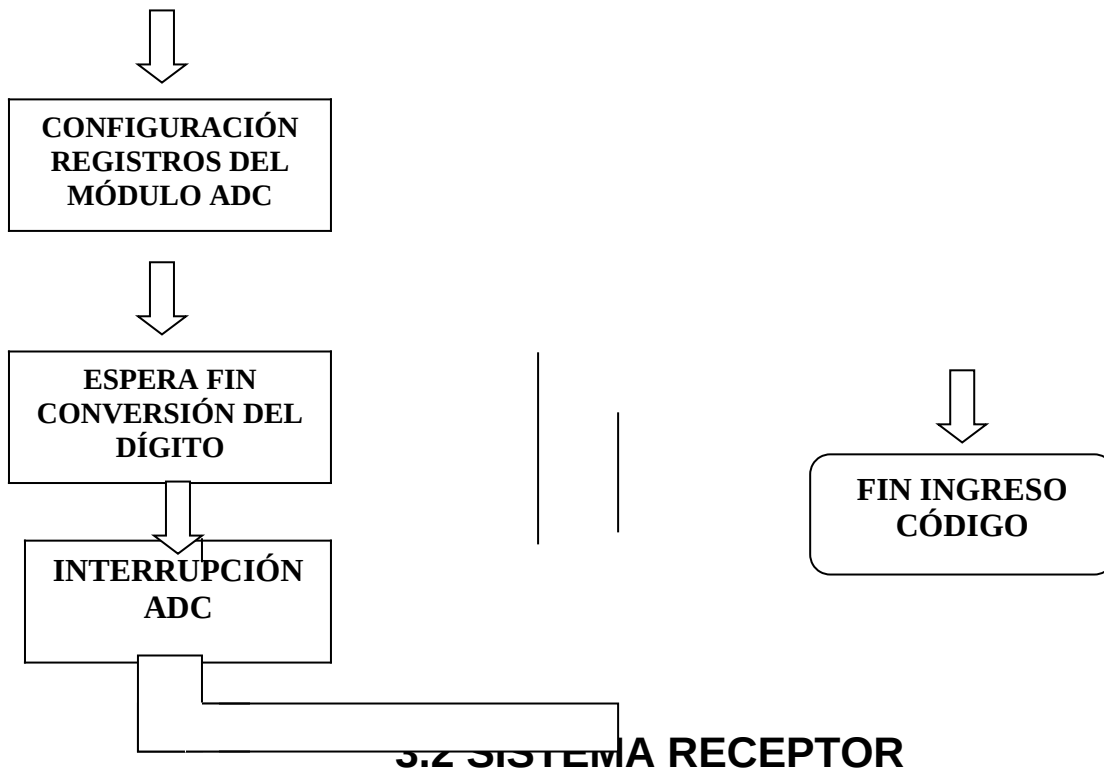 CONFIGURACIÓN
REGISTROS DEL
MÓDULO ADC
ESPERA FIN
CONVERSIÓN DEL
DÍGITO
INTERRUPCIÓN
ADC
FIN INGRESO
CÓDIGO
3.2 SISTEMA RECEPTOR